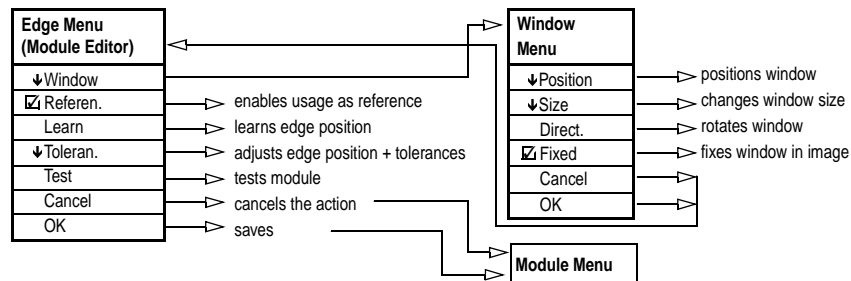 Edge Menu
(Module Editor)
Window
Referen.
Learn
Toleran.
Test
Cancel
OK
enables usage as reference
learns edge position
adjusts edge position + tolerances
tests module
cancels the action
saves
Window
Menu
Position
Size
Direct.
Fixed
Cancel
OK
positions window
changes window size
rotates window
fixes window in image
Module Menu